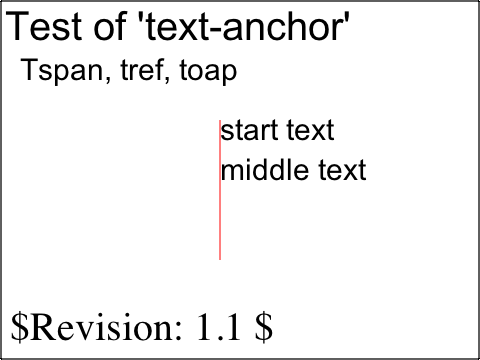 Test of 'text-anchor'
Tspan, tref, toap
start text
middle text
$Revision: 1.1 $